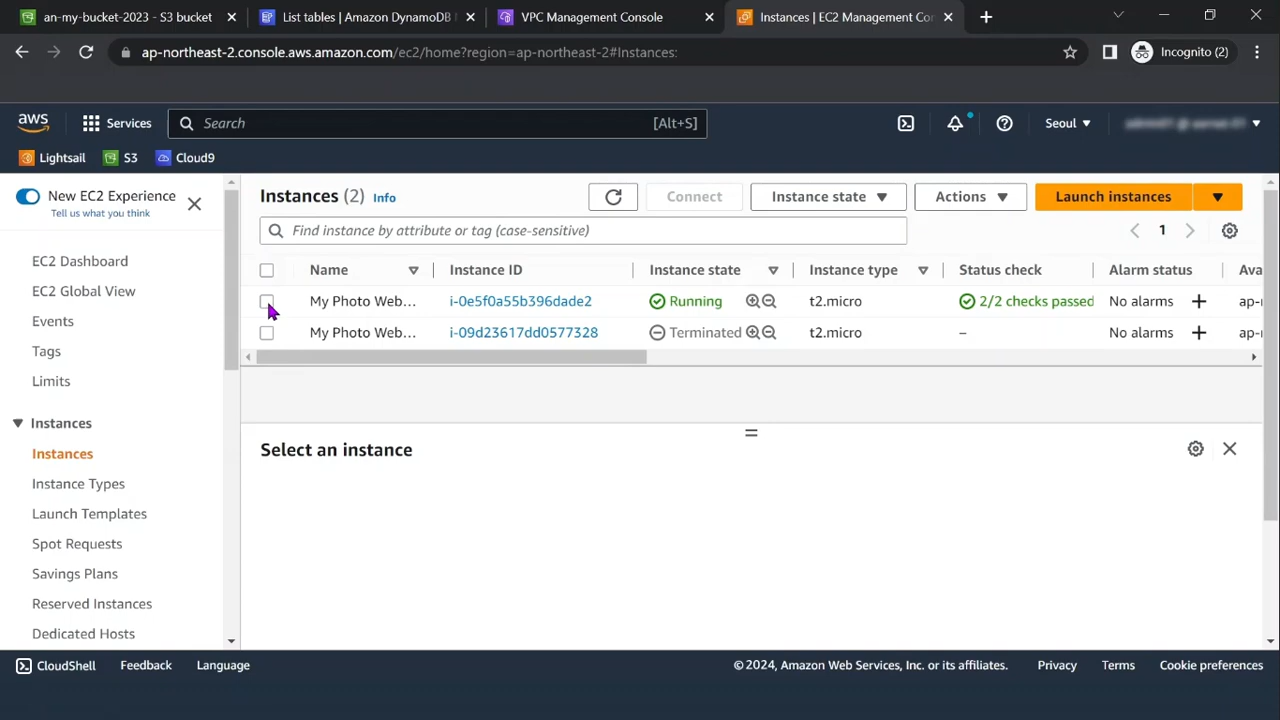 an-my-bucket-2023 - S3 bucket
List tables | Amazon DynamoDB
VPC Management Console
Instances | EC2 Management Con
ap-northeast-2.console.aws.amazon.com/ec2/home?region=ap-northeast-2#Instances:
Incognito (2)
aws
Services
Search
[Alt+S]
Seoul
Lightsail
S3
Cloud9
New EC2 Experience
Tell us what you think
EC2 Dashboard
EC2 Global View
Events
Tags
Limits
Instances
Instances
Instance Types
Launch Templates
Spot Requests
Savings Plans
Reserved Instances
Dedicated Hosts
Instances (2) Info
Connect
Instance state
Actions
Launch instances
Find instance by attribute or tag (case-sensitive)
1
Name Instance ID Instance state Instance type Status check Alarm status Ava
My Photo Web... i-0e5f0a55b396dade2 Running t2.micro 2/2 checks passed No alarms + ap-n
My Photo Web... i-09d23617dd0577328 Terminated t2.micro – No alarms + ap-n
Select an instance
CloudShell
Feedback
Language
© 2024, Amazon Web Services, Inc. or its affiliates.
Privacy
Terms
Cookie preferences